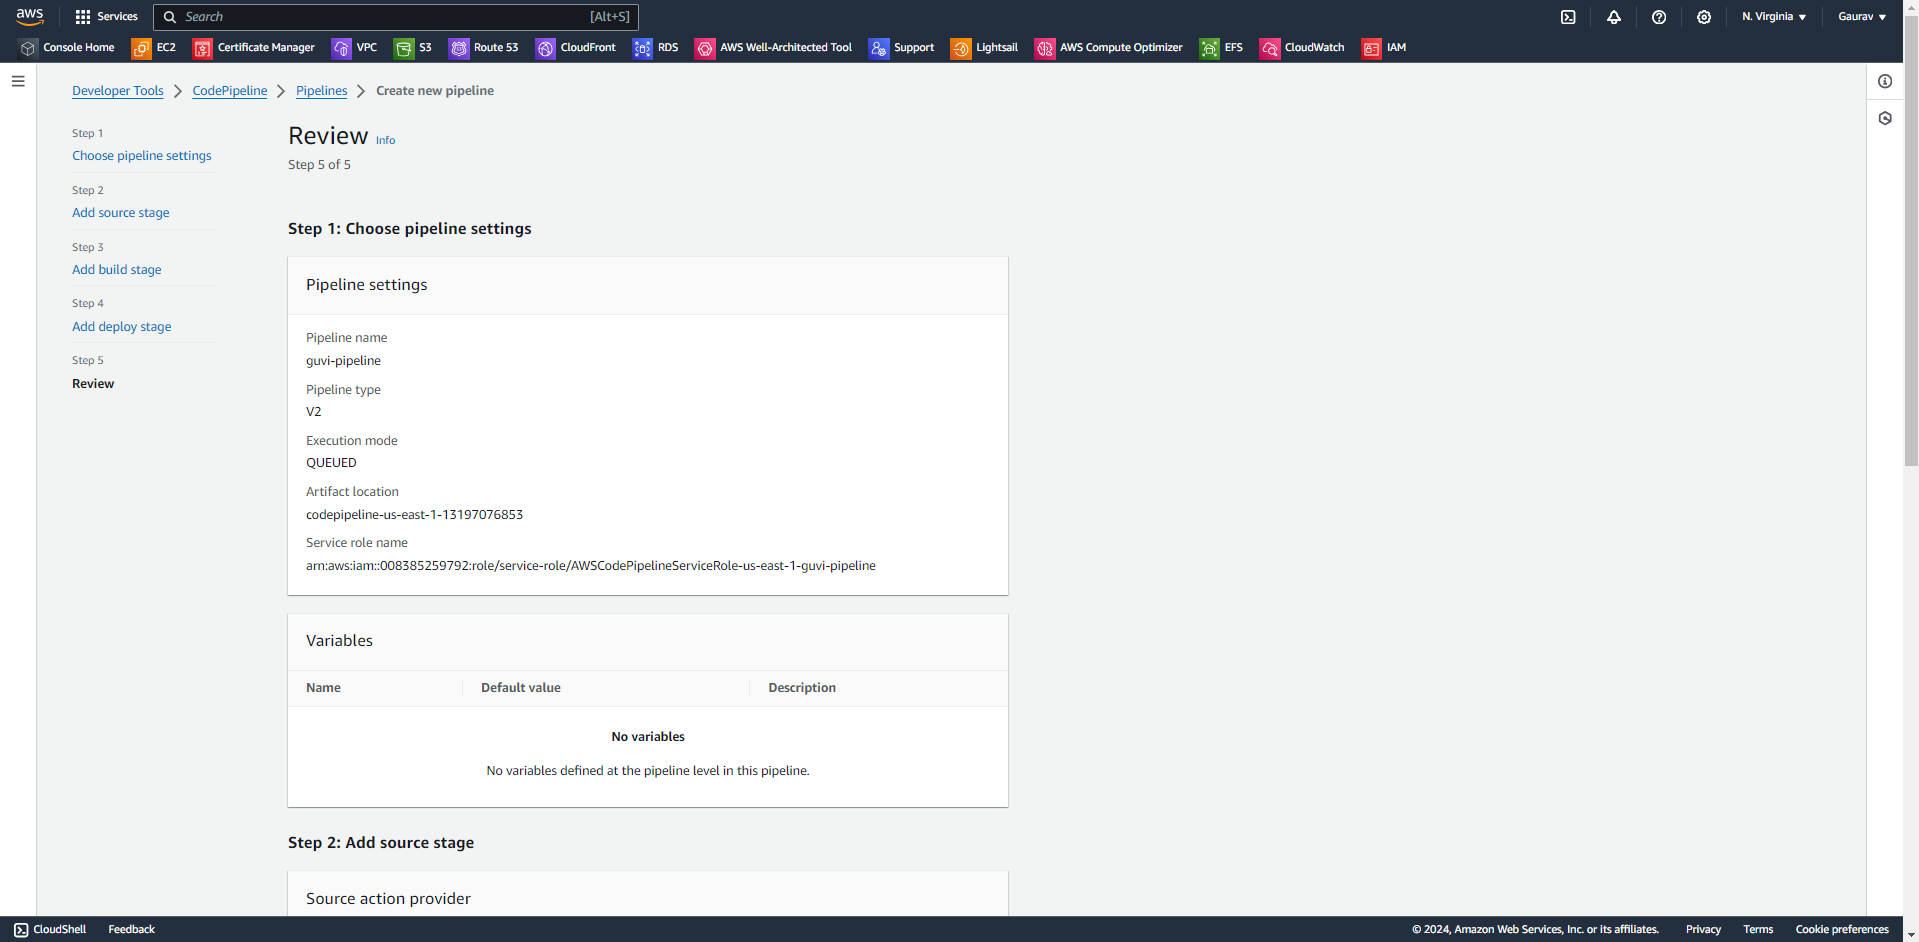 aws Services Search [Alt+S] N. Virginia Gaurav
Console Home EC2 Certificate Manager VPC S3 Route 53 CloudFront RDS AWS Well-Architected Tool Support Lightsail AWS Compute Optimizer EFS CloudWatch IAM
Developer Tools CodePipeline Pipelines Create new pipeline
Step 1
Choose pipeline settings
Step 2
Add source stage
Step 3
Add build stage
Step 4
Add deploy stage
Step 5
Review
Review Info
Step 5 of 5
Step 1: Choose pipeline settings
Pipeline settings
Pipeline name
guvi-pipeline
Pipeline type
V2
Execution mode
QUEUED
Artifact location
codepipeline-us-east-1-13197076853
Service role name
arn:aws:iam::008385259792:role/service-role/AWSCodePipelineServiceRole-us-east-1-guvi-pipeline
Variables
Name Default value Description
No variables
No variables defined at the pipeline level in this pipeline.
Step 2: Add source stage
Source action provider
CloudShell Feedback © 2024, Amazon Web Services, Inc. or its affiliates. Privacy Terms Cookie preferences